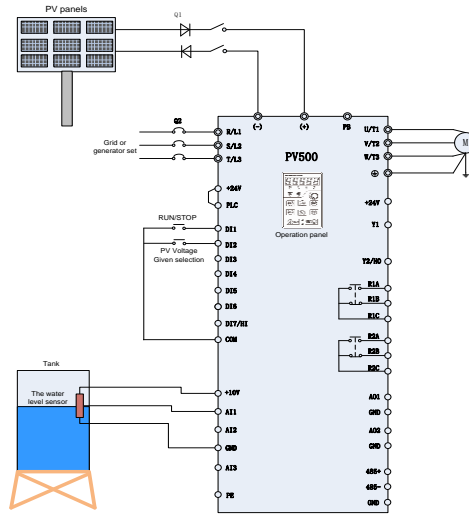 PV panels
Q1
(-)
(+)
PB
Q2
Grid or
generator set
R/L1
S/L2
T/L3
+24V
PLC
PV500
Operation panel
U/T1
V/T2
W/T3
M
+24V
Y1
Y2/HO
RUN/STOP
DI1
PV Voltage
Given selection
DI2
DI3
DI4
DI5
DI6
DI7/HI
COM
R1A
R1B
R1C
R2A
R2B
R2C
Tank
The water
level sensor
+10V
AI1
AI2
GND
AI3
PE
AO1
GND
AO2
GND
485+
485-
GND